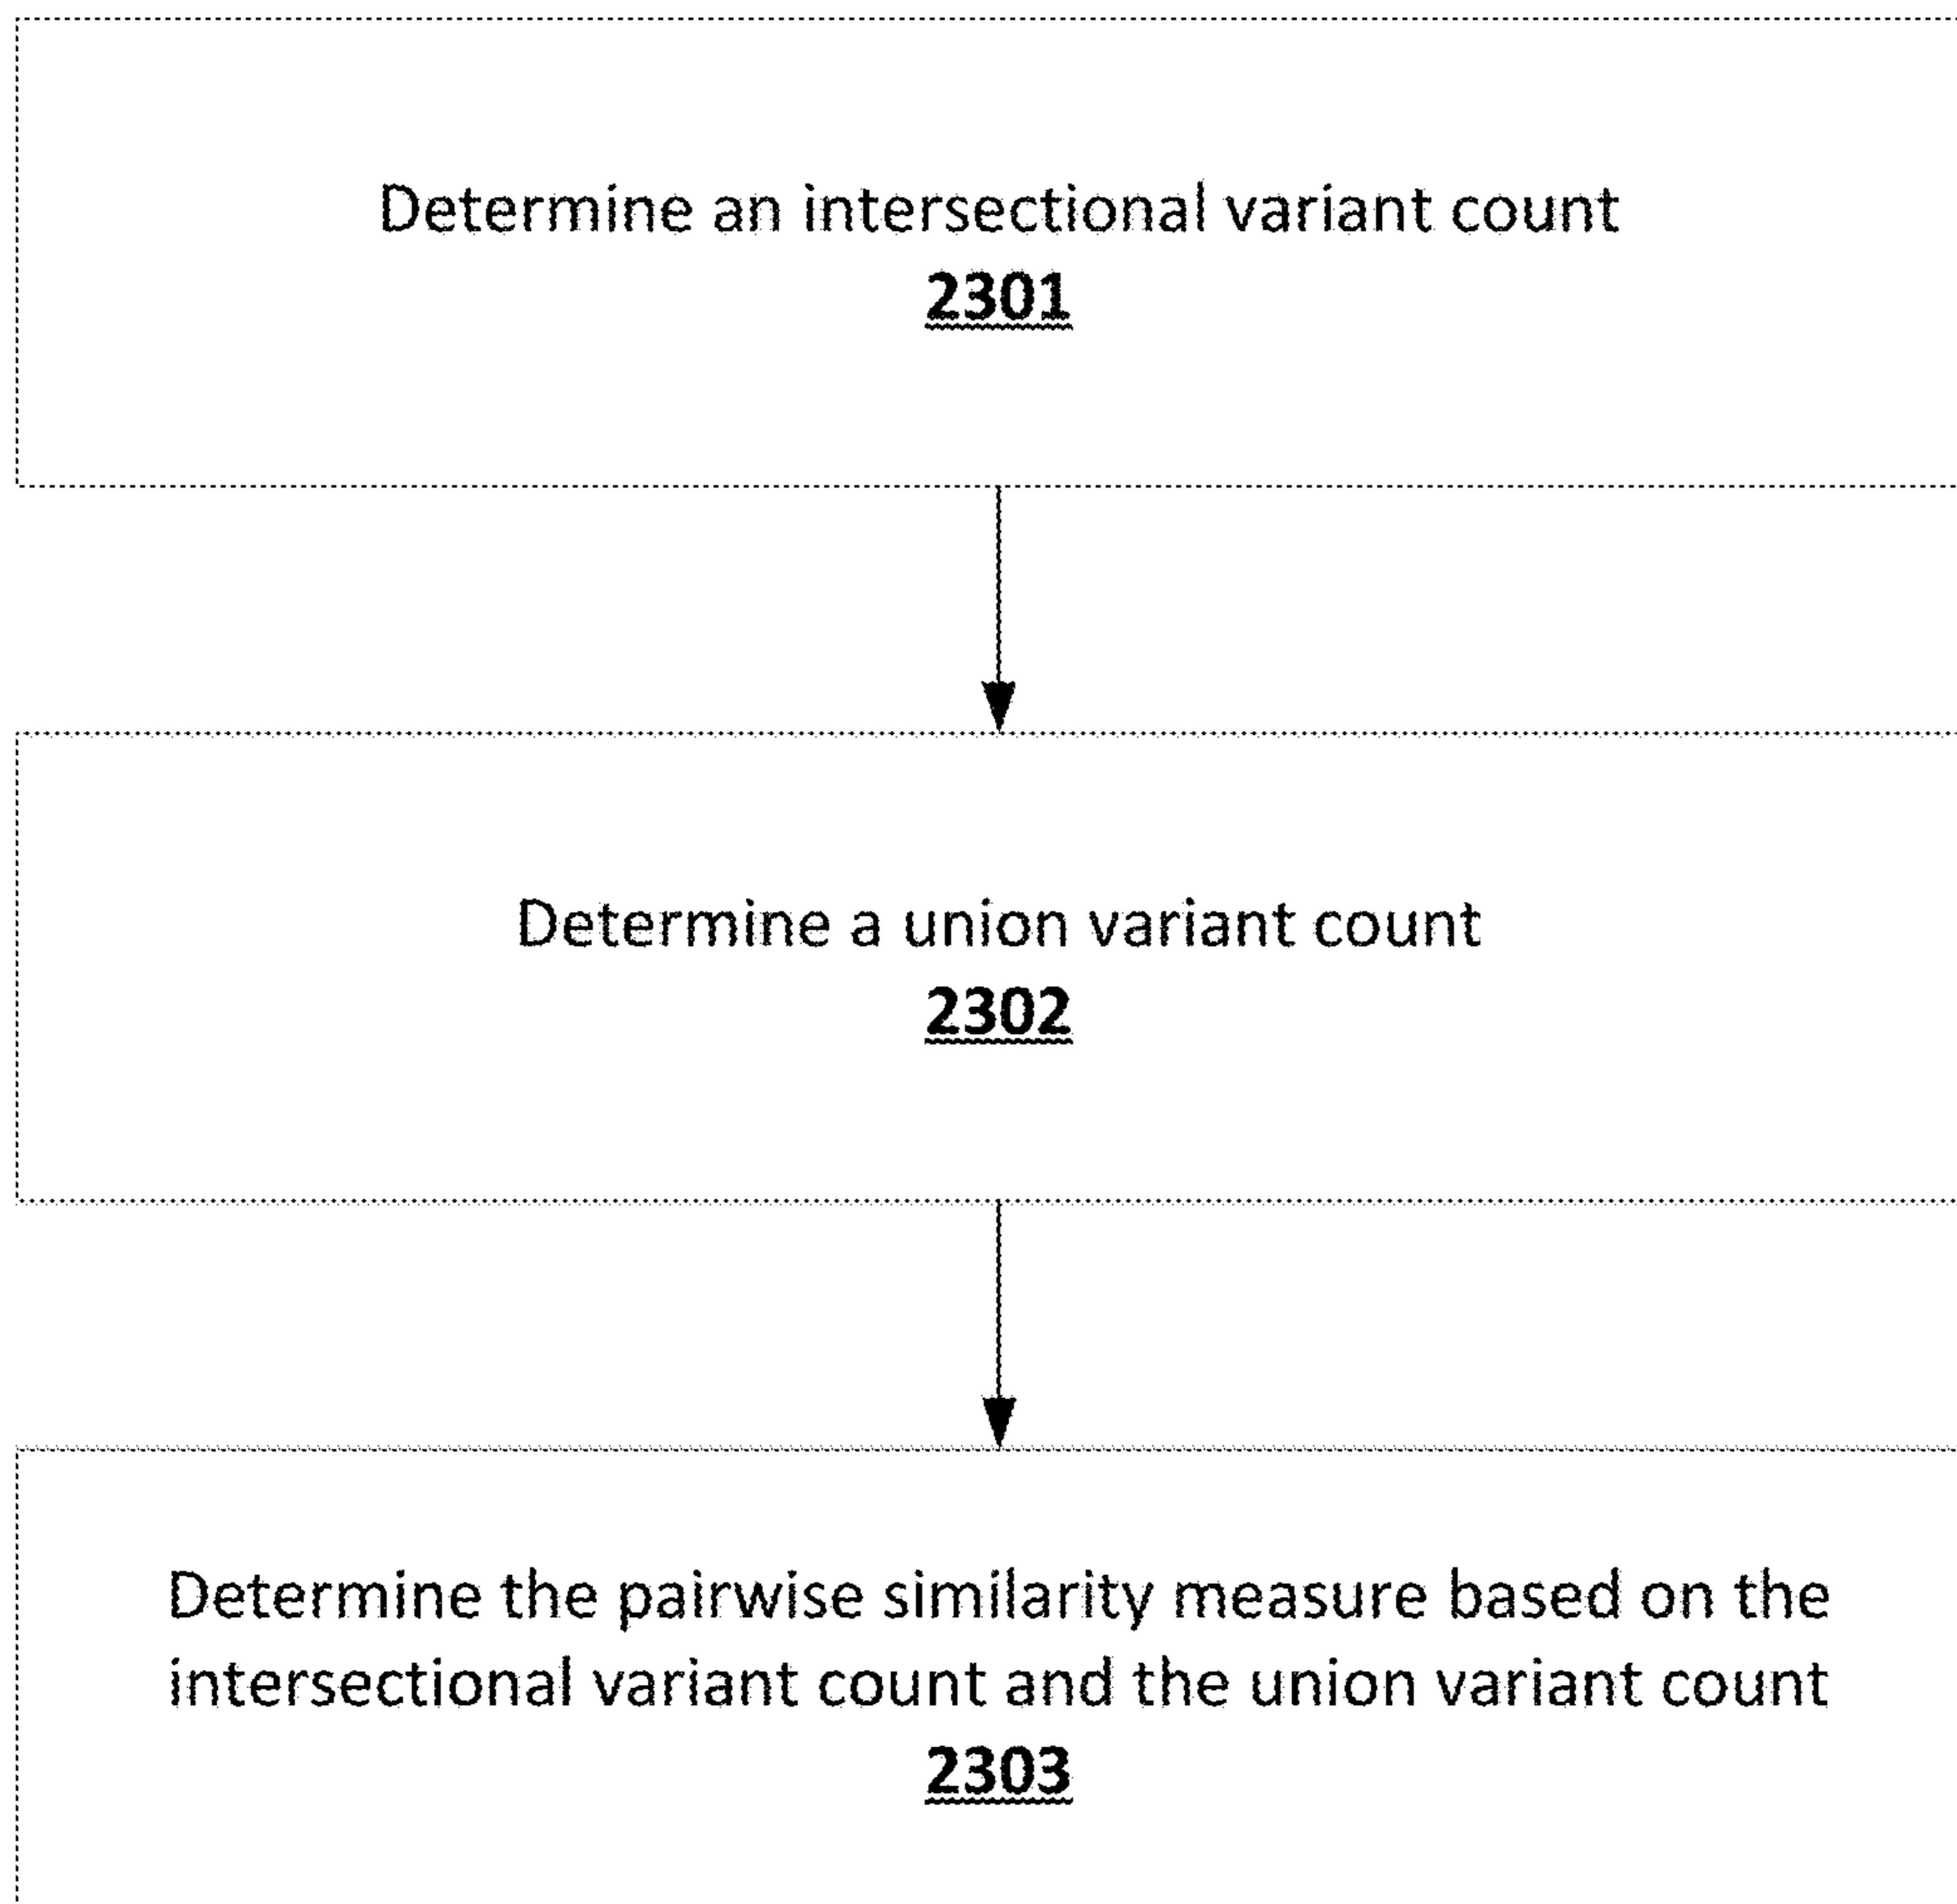 Determine an intersectional variant count
2301
Determine a union variant count
2302
Determine the pairwise similarity measure based on the
intersectional variant count and the union variant count
2303